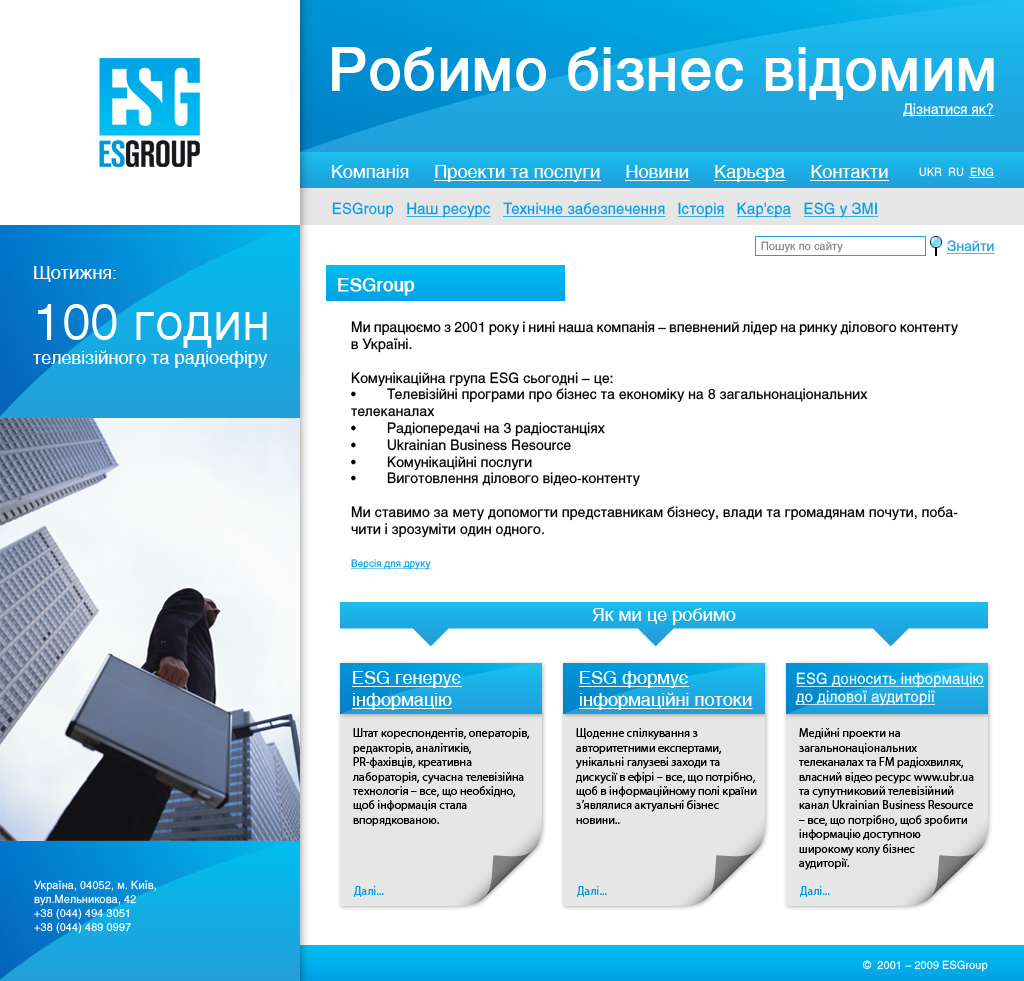 ESG
ESGROUP
Робимо бізнес відомим
Дізнатися як?
Компанія Проекти та послуги Новини Карьєра Контакти UKR RU ENG
ESGroup Наш ресурс Технічне забезпечення Історія Кар'єра ESG у ЗМІ
Пошук по сайту Знайти
Щотижня:
100 годин
телевізійного та радіоефіру
ESGroup
Ми працюємо з 2001 року і нині наша компанія – впевнений лідер на ринку ділового контенту
в Україні.
Комунікаційна група ESG сьогодні – це:
• Телевізійні програми про бізнес та економіку на 8 загальнонаціональних
телеканалах
• Радіопередачі на 3 радіостанціях
• Ukrainian Business Resource
• Комунікаційні послуги
• Виготовлення ділового відео-контенту
Ми ставимо за мету допомогти представникам бізнесу, влади та громадянам почути, поба-
чити і зрозуміти один одного.
Версія для друку
Як ми це робимо
ESG генерує
інформацію
Штат кореспондентів, операторів,
редакторів, аналітиків,
PR-фахівців, креативна
лабораторія, сучасна телевізійна
технологія – все, що необхідно,
щоб інформація стала
впорядкованою.
Далі...
ESG формує
інформаційні потоки
Щоденне спілкування з
авторитетними експертами,
унікальні галузеві заходи та
дискусії в ефірі – все, що потрібно,
щоб в інформаційному полі країни
з’являлися актуальні бізнес
новини..
Далі...
ESG доносить інформацію
до ділової аудиторії
Медійні проекти на
загальнонаціональних
телеканалах та FM радіохвилях,
власний відео ресурс www.ubr.ua
та супутниковий телевізійний
канал Ukrainian Business Resource
– все, що потрібно, щоб зробити
інформацію доступною
широкому колу бізнес
аудиторії.
Далі...
Україна, 04052, м. Київ,
вул.Мельникова, 42
+38 (044) 494 3051
+38 (044) 489 0997
© 2001 – 2009 ESGroup